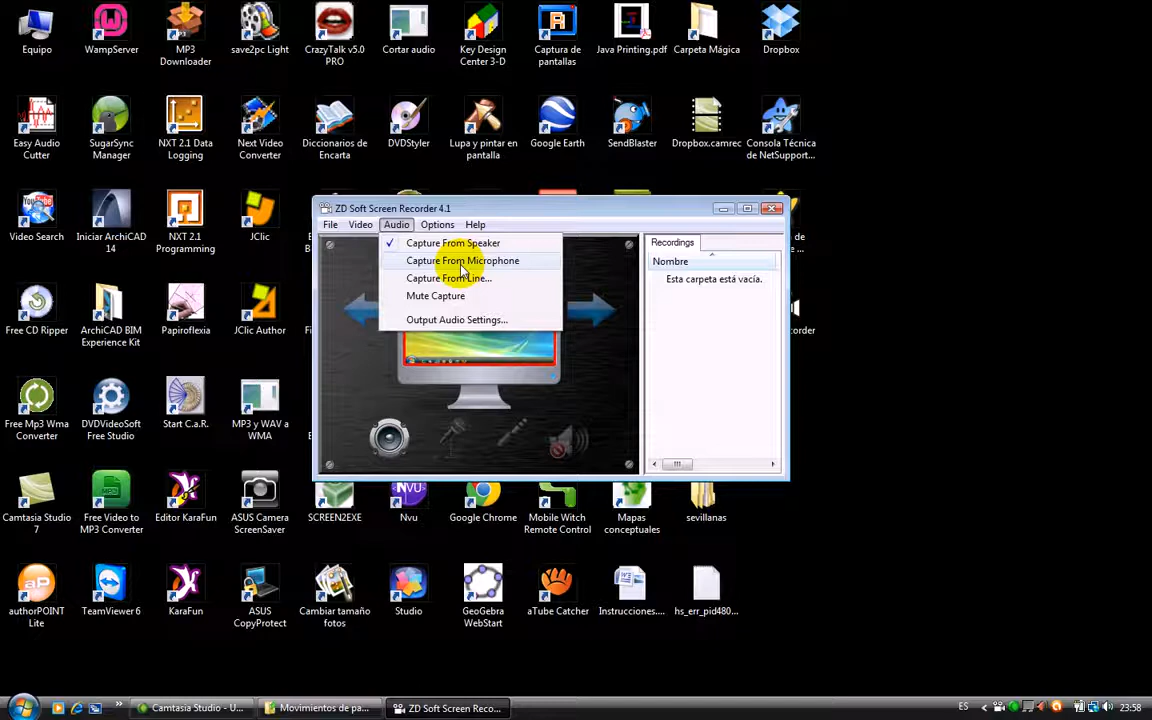 Equipo
WampServer
MP3
Downloader
save2pc Light
CrazyTalk v5.0
PRO
Cortar audio
Key Design
Center 3-D
Captura de
pantallas
Java Printing.pdf
Carpeta Mágica
Dropbox
Easy Audio
Cutter
SugarSync
Manager
NXT 2.1 Data
Logging
Next Video
Converter
Diccionarios de
Encarta
DVDStyler
Lupa y pintar en
pantalla
Google Earth
SendBlaster
Dropbox.camrec
Consola Técnica
de NetSupport...
Video Search
Iniciar ArchiCAD
14
NXT 2.1
Programming
JClic
ZD Soft Screen Recorder 4.1
File
Video
Audio
Options
Help
Capture From Speaker
Capture From Microphone
Capture From Line...
Mute Capture
Output Audio Settings...
Recordings
Nombre
Esta carpeta está vacía.
Free CD Ripper
ArchiCAD BIM
Experience Kit
Papiroflexia
JClic Author
Free Mp3 Wma
Converter
DVDVideoSoft
Free Studio
Start C.a.R.
MP3 y WAV a
WMA
Camtasia Studio
7
Free Video to
MP3 Converter
Editor KaraFun
ASUS Camera
ScreenSaver
SCREEN2EXE
Nvu
Google Chrome
Mobile Witch
Remote Control
Mapas
conceptuales
sevillanas
authorPOINT
Lite
TeamViewer 6
KaraFun
ASUS
CopyProtect
Cambiar tamaño
fotos
Studio
GeoGebra
WebStart
aTube Catcher
Instrucciones....
hs_err_pid480...
Camtasia Studio - U...
Movimientos de pa...
ZD Soft Screen Reco...
ES
23:58